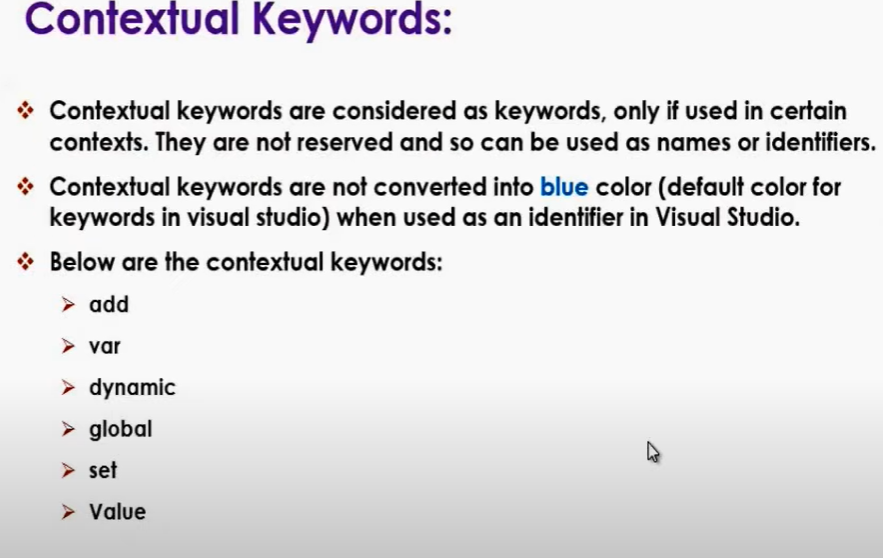 Contextual Keywords:
Contextual keywords are considered as keywords, only if used in certain
contexts. They are not reserved and so can be used as names or identifiers.
Contextual keywords are not converted into blue color (default color for
keywords in visual studio) when used as an identifier in Visual Studio.
Below are the contextual keywords:
add
var
dynamic
global
set
Value